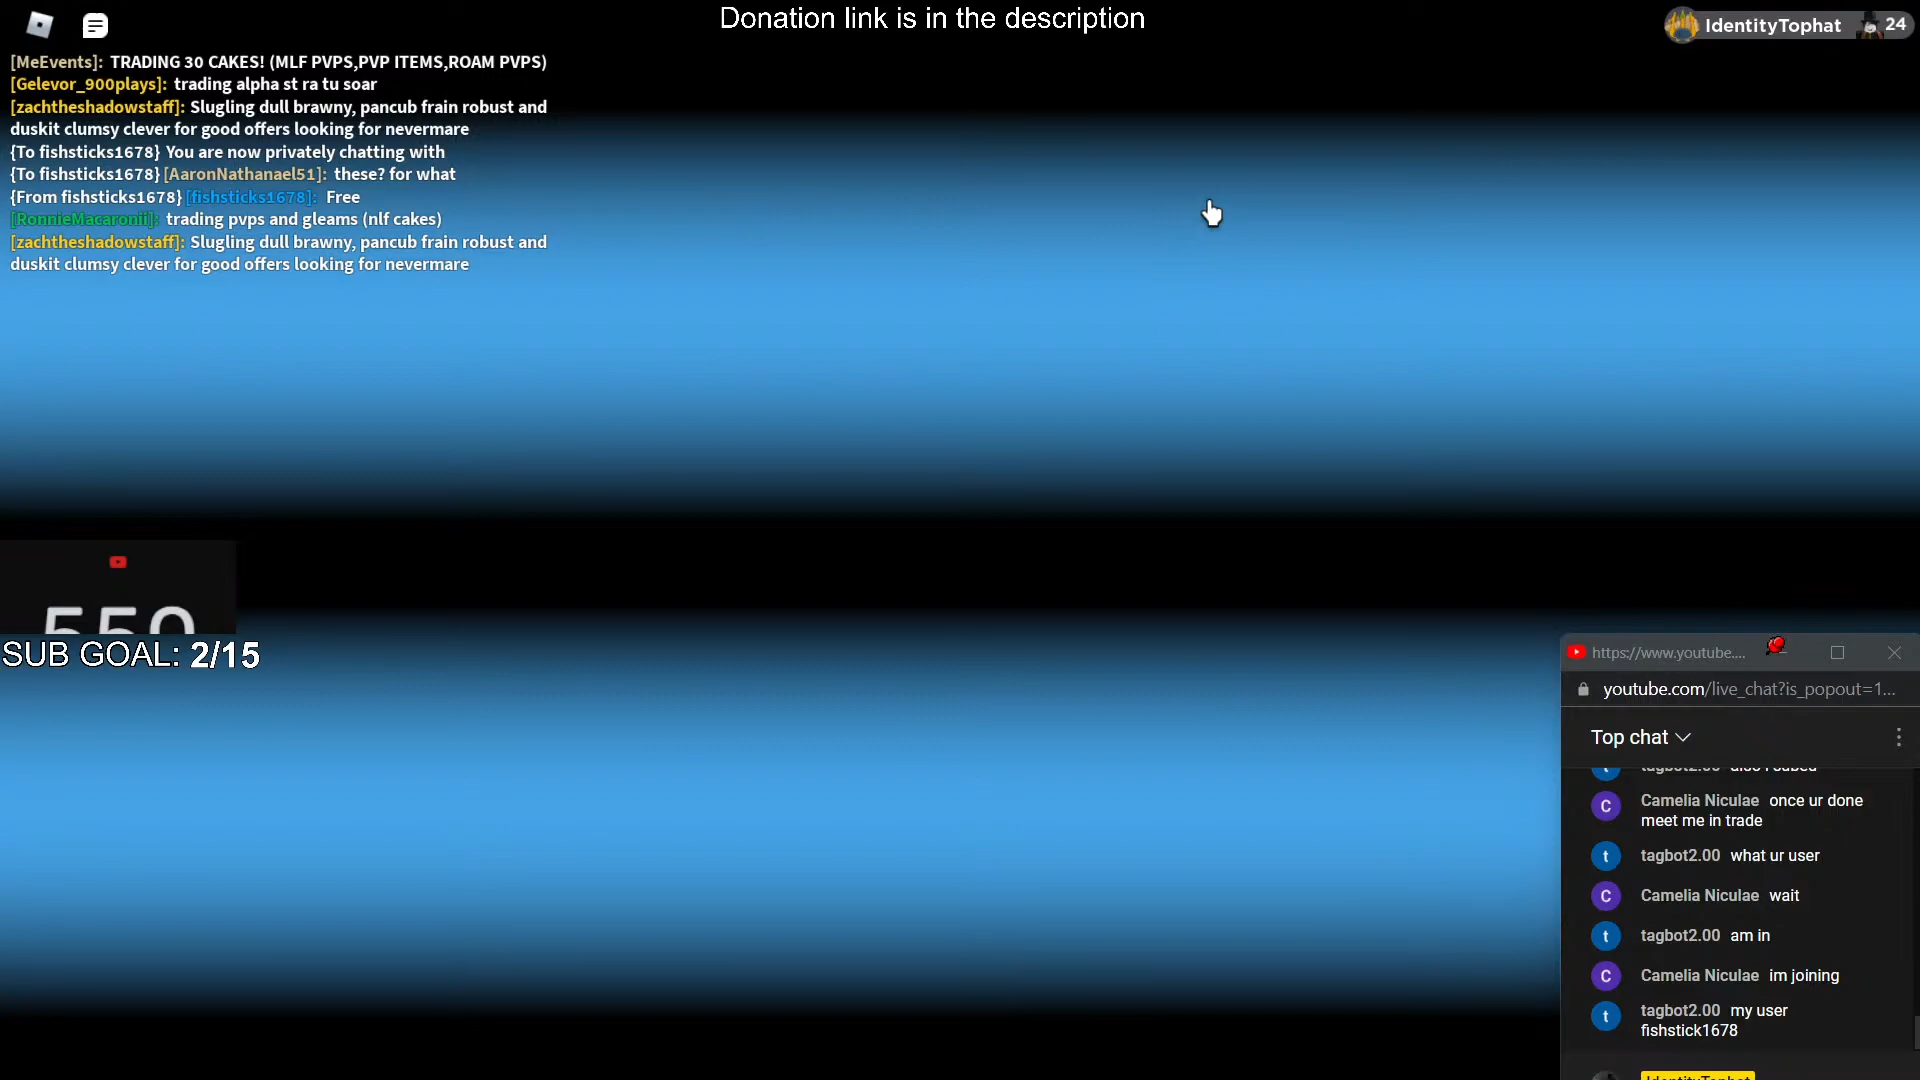 Donation link is in the description
IdentityTophat
24
[MeEvents]: TRADING 30 CAKES! (MLF PVPS,PVP ITEMS,ROAM PVPS)
[Gelevor_900plays]: trading alpha st ra tu soar
[zachtheshadowstaff]: Slugling dull brawny, pancub frain robust and
duskit clumsy clever for good offers looking for nevermare
{To fishsticks1678} You are now privately chatting with
{To fishsticks1678} [AaronNathanael51]: these? for what
{From fishsticks1678} [fishsticks1678]: Free
[RonnieMacaronii]: trading pvps and gleams (nlf cakes)
[zachtheshadowstaff]: Slugling dull brawny, pancub frain robust and
duskit clumsy clever for good offers looking for nevermare
SUB GOAL: 2/15
https://www.youtube....
youtube.com/live_chat?is_popout=1...
Top chat
tagbot2.00 also i subed
C
Camelia Niculae once ur done
meet me in trade
t
tagbot2.00 what ur user
C
Camelia Niculae wait
t
tagbot2.00 am in
C
Camelia Niculae im joining
t
tagbot2.00 my user
fishstick1678
IdentityTophat